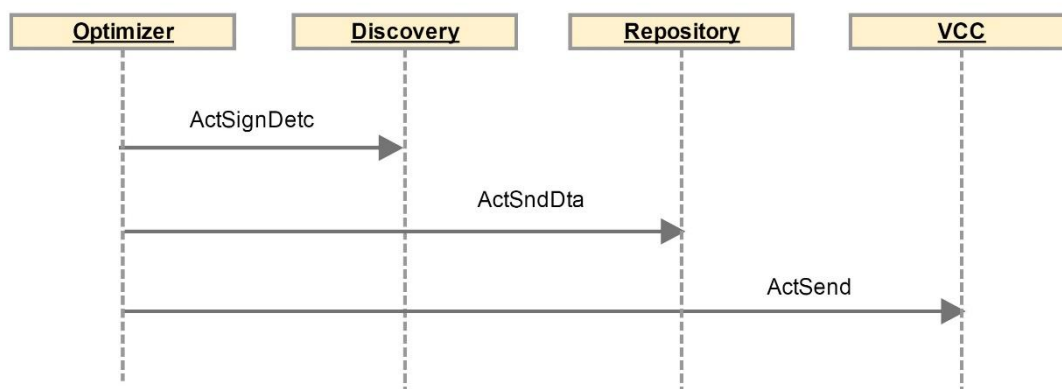 Optimizer Discovery Repository VCC
ActSignDetc
ActSndDta
ActSend